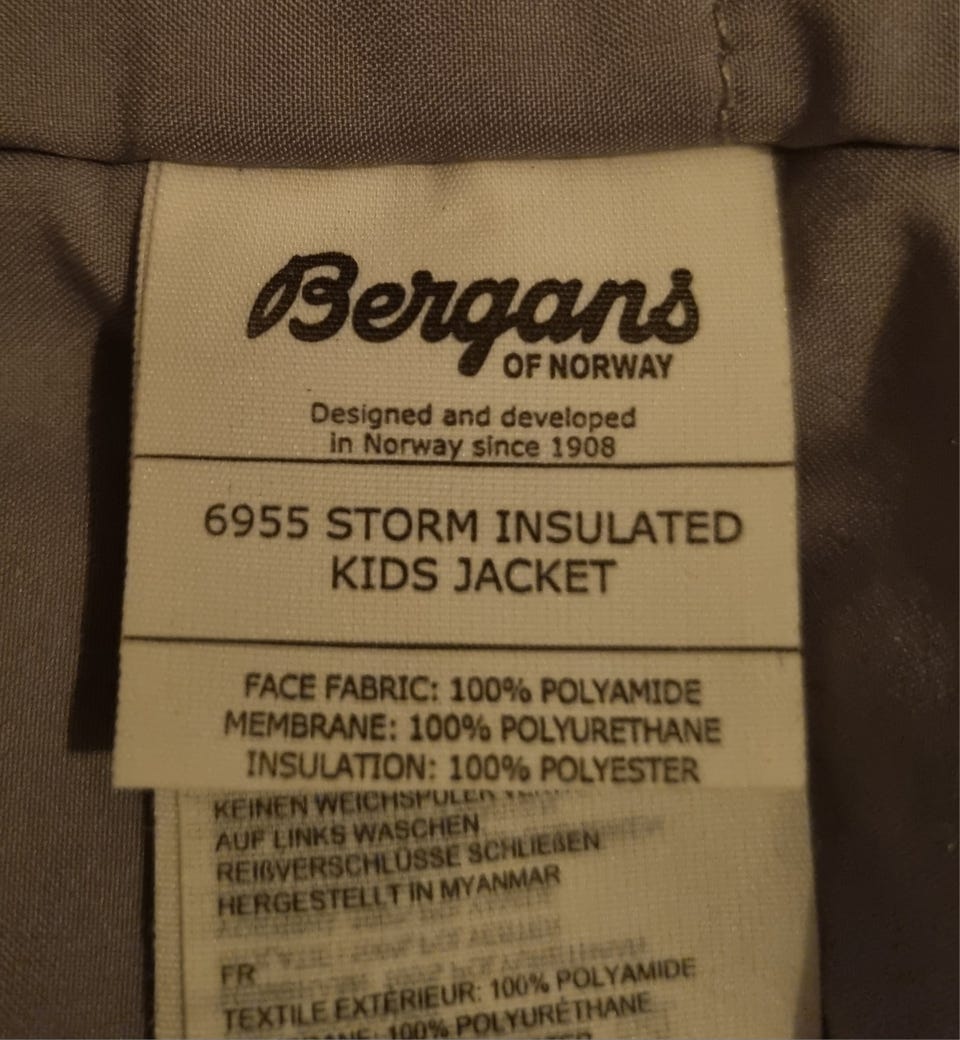 Bergans
OF NORWAY
Designed and developed
in Norway since 1908
6955 STORM INSULATED
KIDS JACKET
FACE FABRIC: 100% POLYAMIDE
MEMBRANE: 100% POLYURETHANE
INSULATION: 100% POLYESTER
KEINEN WEICHSPÜLER
AUF LINKS WASCHEN
REIßVERSCHLÜSSE SCHLIEßEN
HERGESTELLT IN MYANMAR
FR
TEXTILE EXTÉRIEUR: 100% POLYAMIDE
100% POLYURÉTHANE